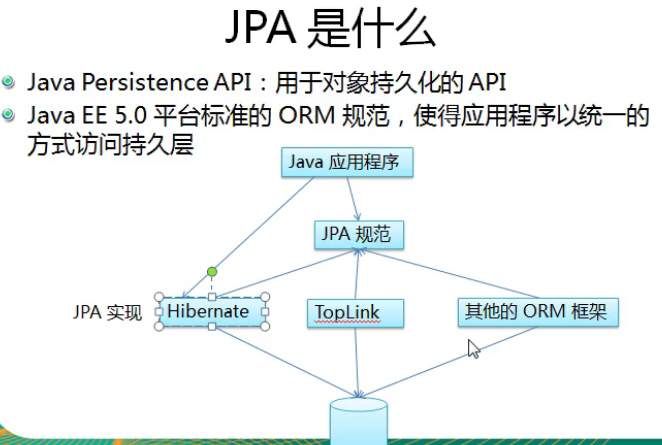 JPA 是什么
Java Persistence API：用于对象持久化的 API
Java EE 5.0 平台标准的 ORM 规范，使得应用程序以统一的
方式访问持久层
Java 应用程序
JPA 规范
JPA 实现
Hibernate
TopLink
其他的 ORM 框架